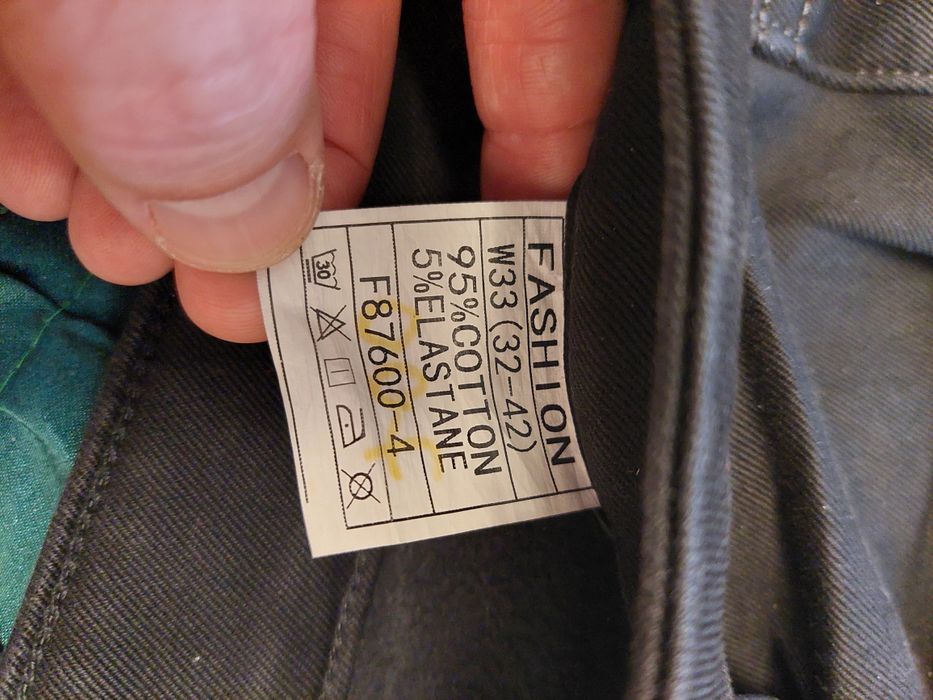 FASHION
W33(32-42)
95%COTTON
5%ELASTANE
F87600-4
30